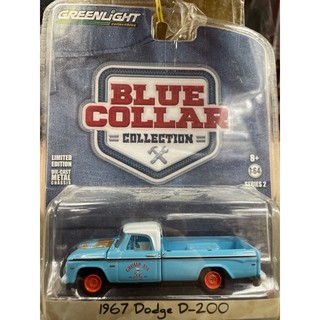 GREENLIGHT
BLUE
COLLAR
COLLECTION
LIMITED
EDITION
DIE-CAST
METAL
CHASSIS
8+
1:64
SERIES 2
1967 Dodge D-200